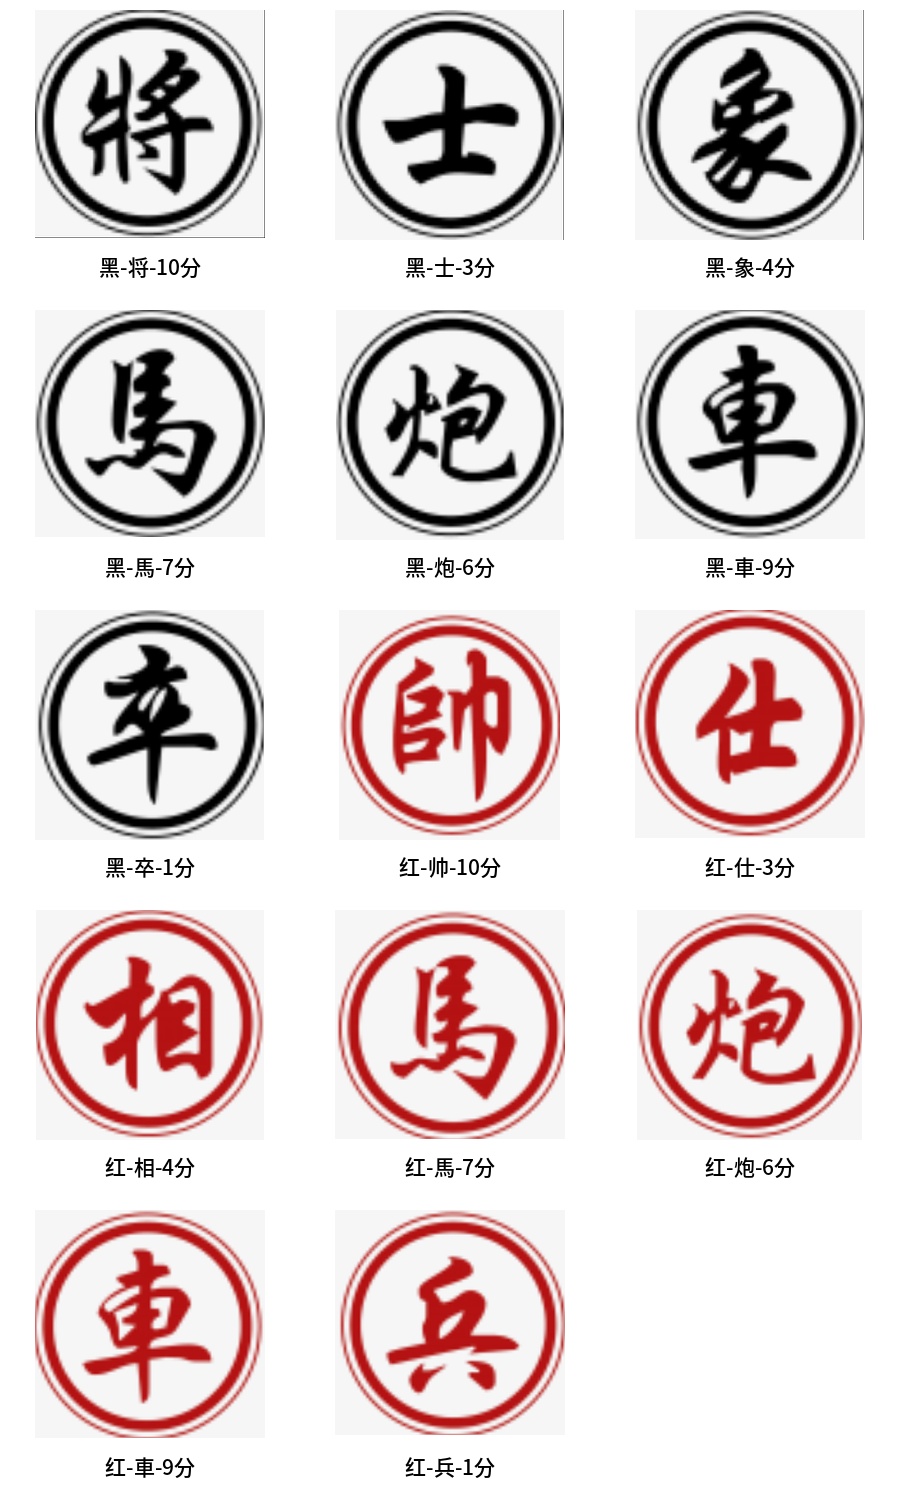 將 士 象
黑-将-10分 黑-士-3分 黑-象-4分
馬 炮 車
黑-馬-7分 黑-炮-6分 黑-車-9分
卒 帥 仕
黑-卒-1分 红-帅-10分 红-仕-3分
相 馬 炮
红-相-4分 红-馬-7分 红-炮-6分
車 兵
红-車-9分 红-兵-1分